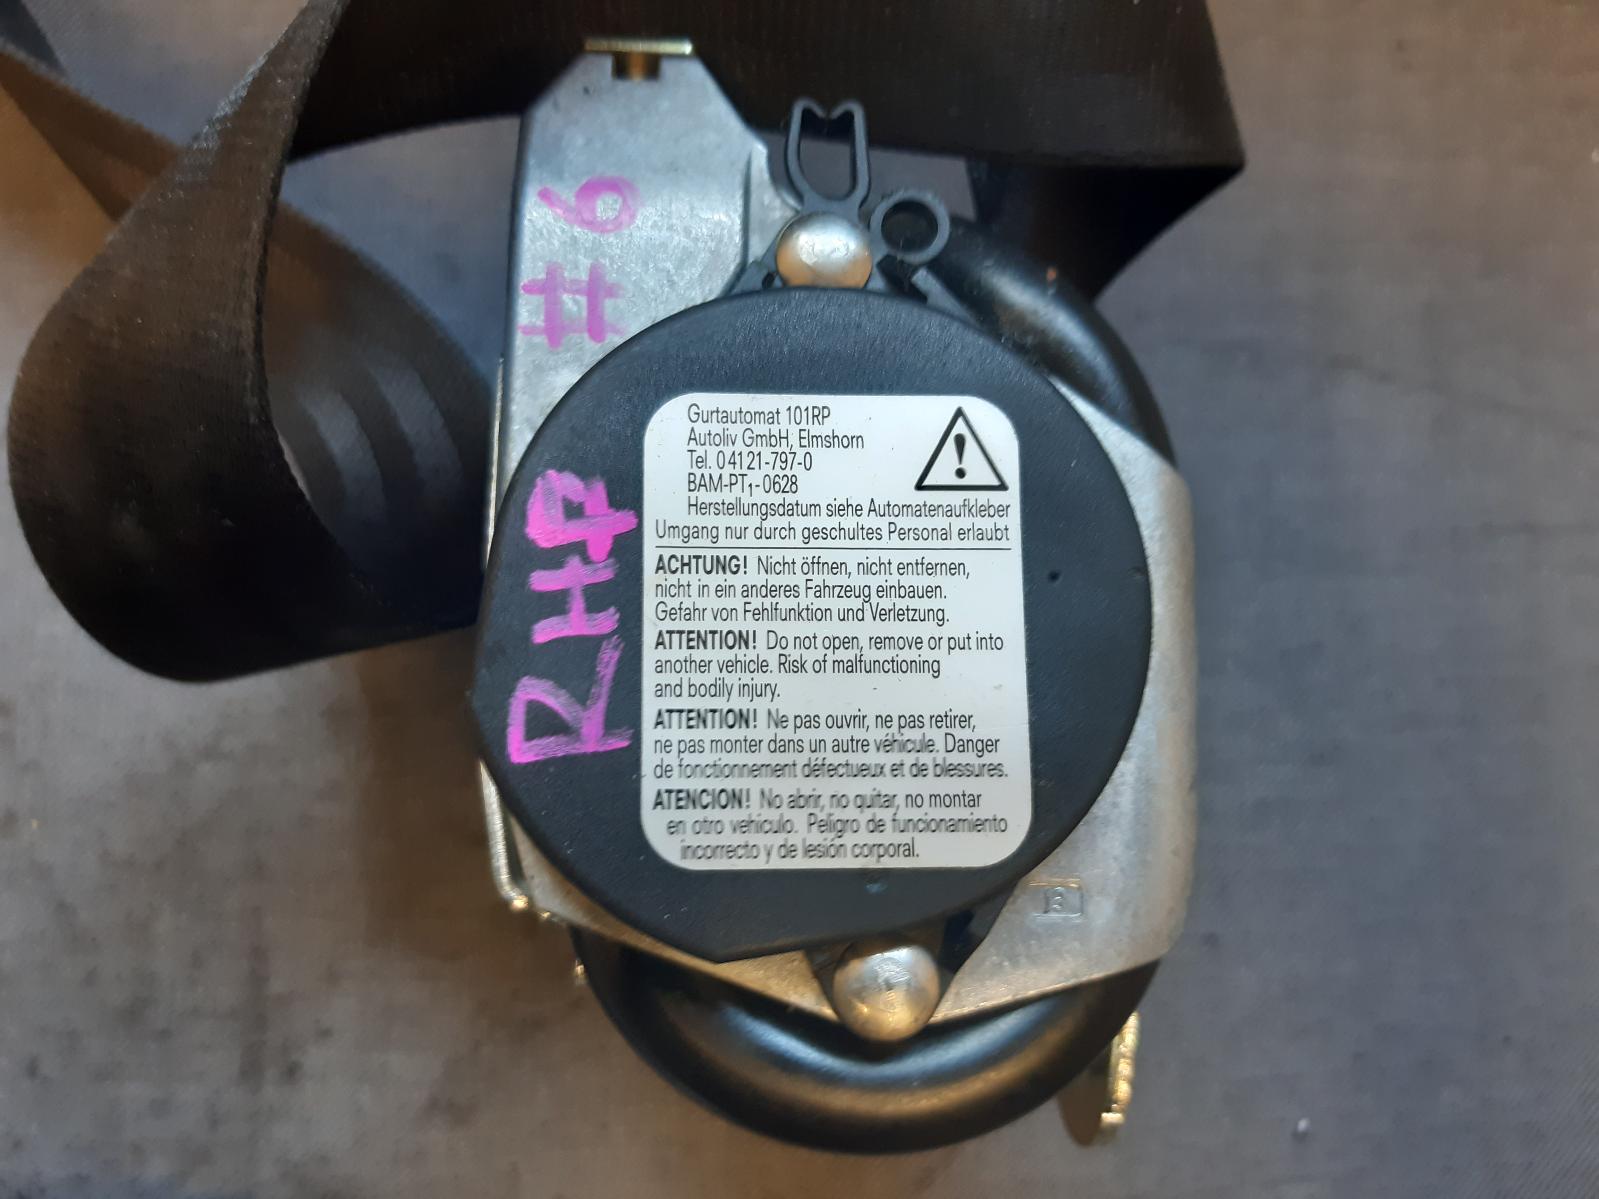 # 6
RHF
Gurtautomat 101RP
Autoliv GmbH, Elmshorn
Tel. 04121-797-0
BAM-PT₁-0628
Herstellungsdatum siehe Automatenaufkleber
Umgang nur durch geschultes Personal erlaubt
ACHTUNG! Nicht öffnen, nicht entfernen,
nicht in ein anderes Fahrzeug einbauen.
Gefahr von Fehlfunktion und Verletzung.
ATTENTION! Do not open, remove or put into
another vehicle. Risk of malfunctioning
and bodily injury.
ATTENTION! Ne pas ouvrir, ne pas retirer,
ne pas monter dans un autre véhicule. Danger
de fonctionnement défectueux et de blessures.
ATENCION! No abrir, no quitar, no montar
en otro vehiculo. Peligro de funcionamiento
incorrecto y de lesión corporal.